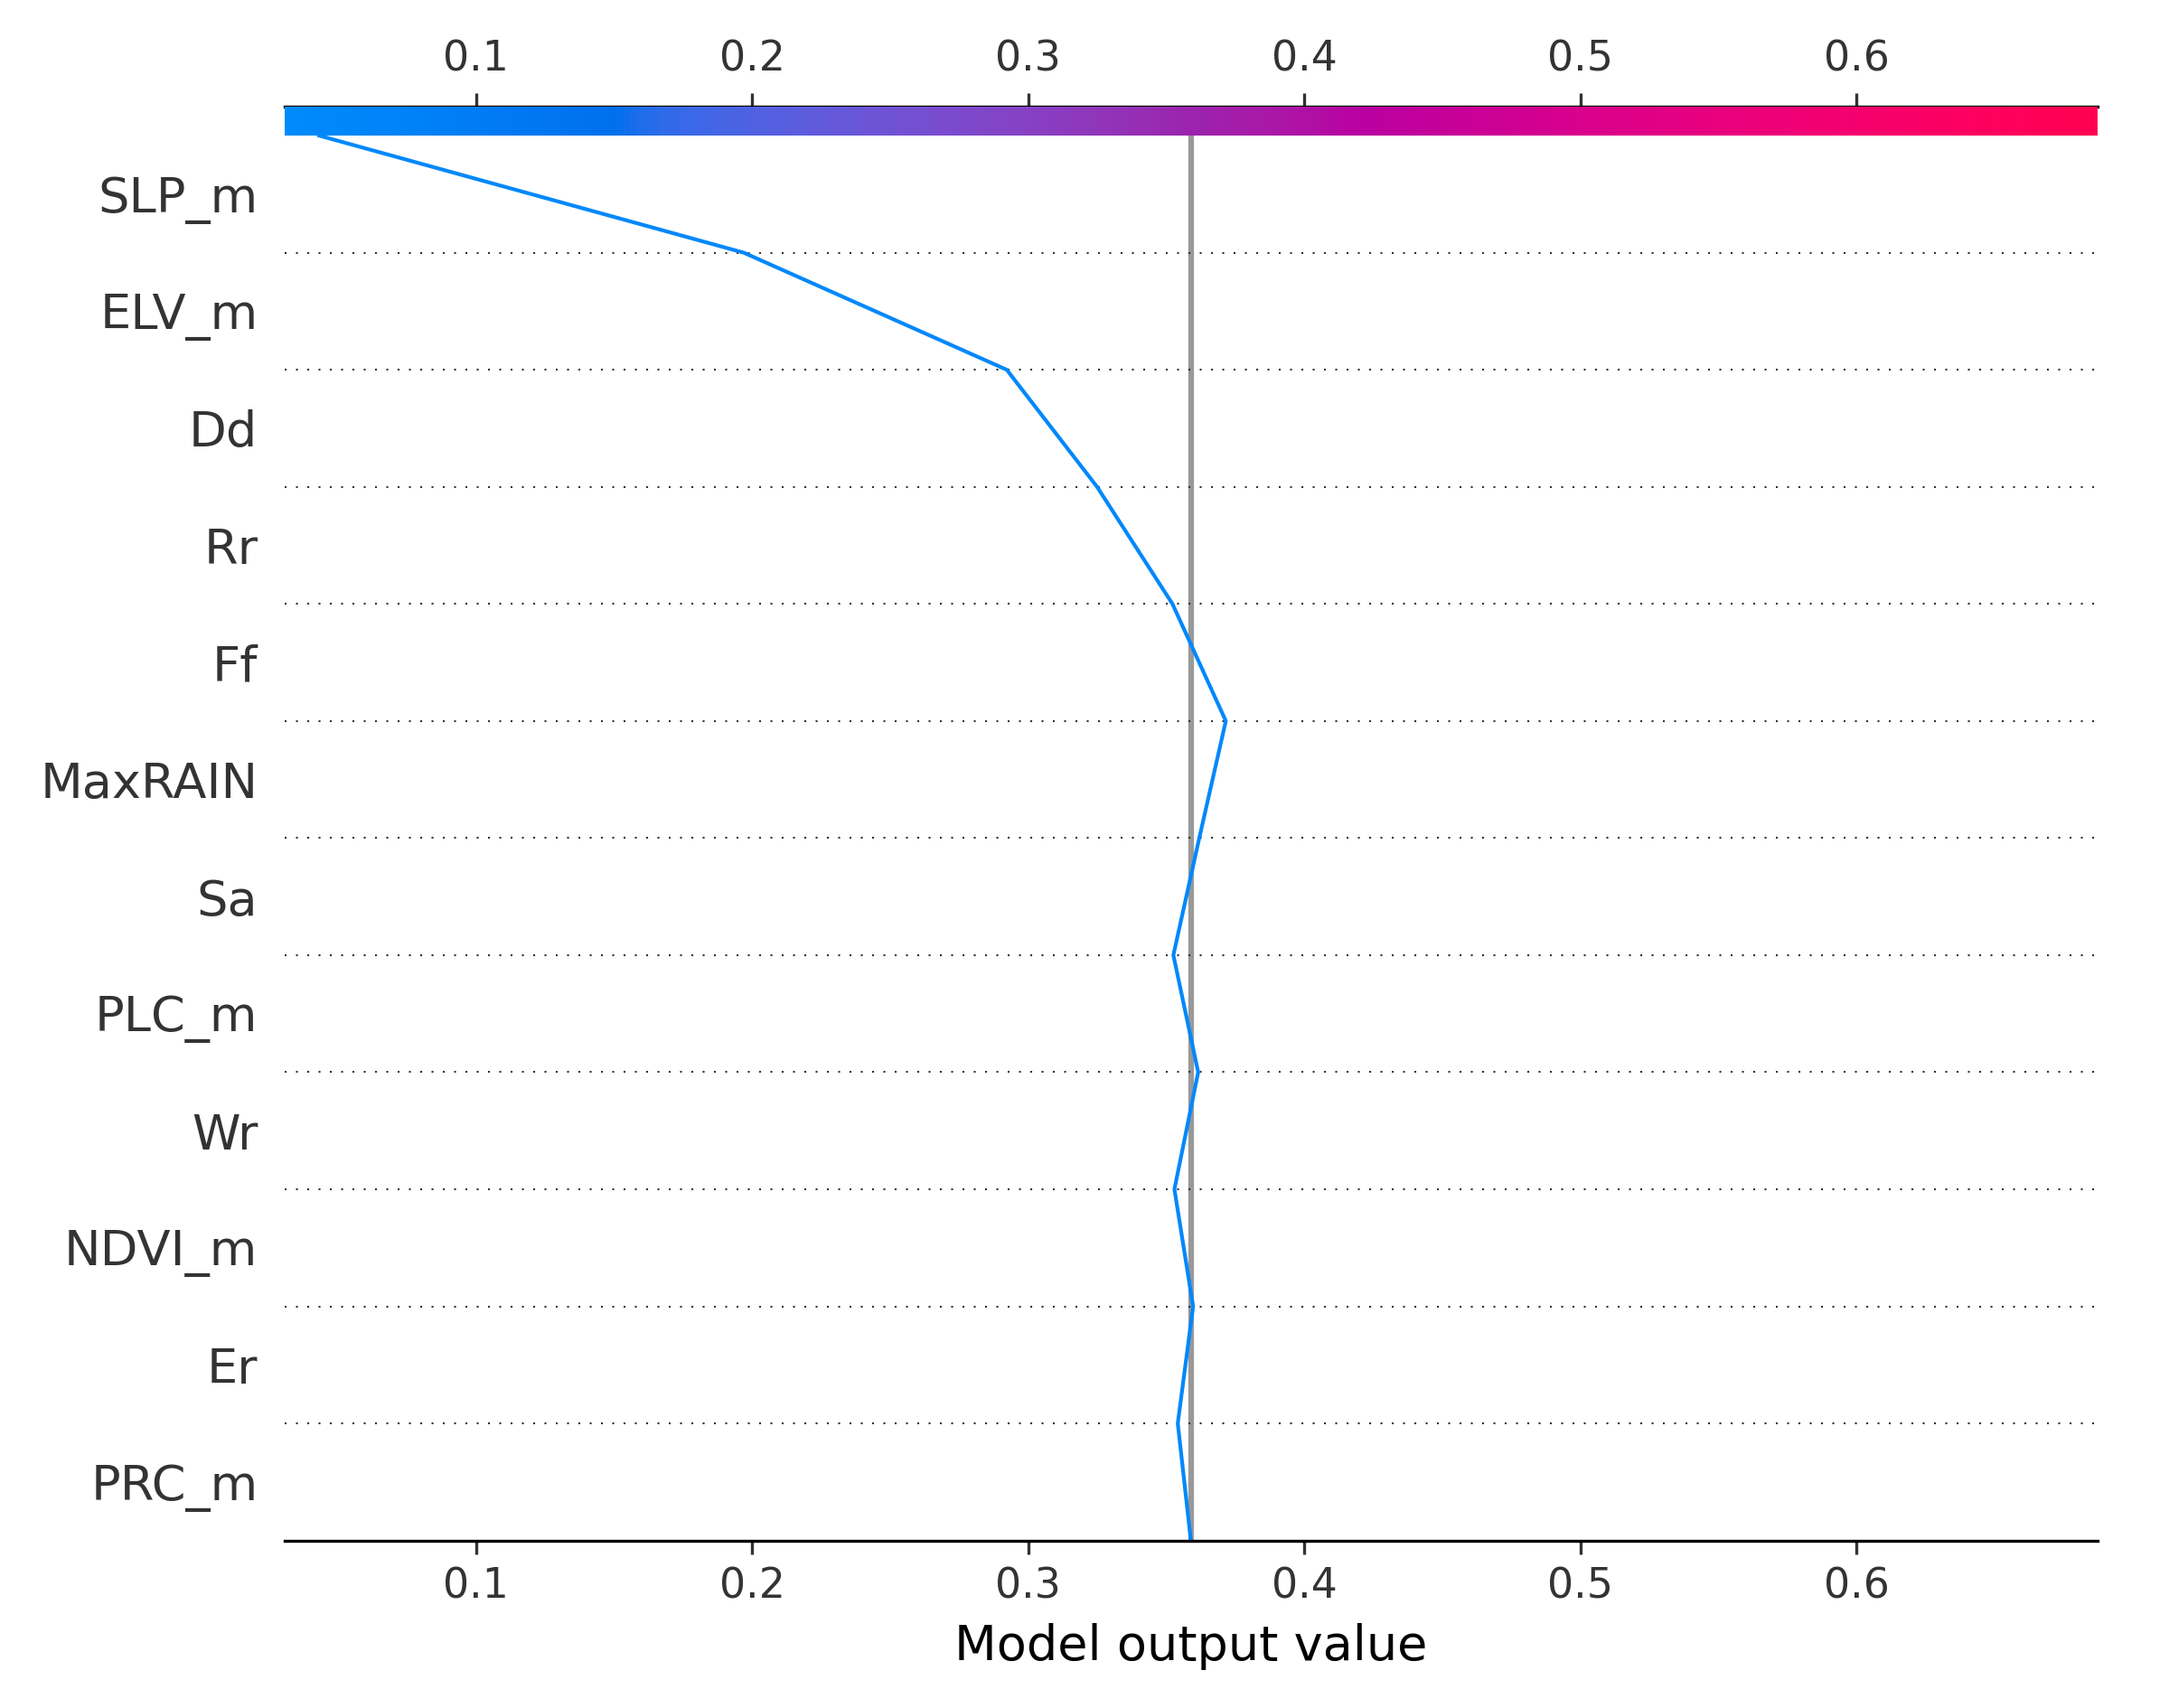 0.1 0.2 0.3 0.4 0.5 0.6
SLP_m
ELV_m
Dd
Rr
Ff
MaxRAIN
Sa
PLC_m
Wr
NDVI_m
Er
PRC_m
0.1 0.2 0.3 0.4 0.5 0.6
Model output value